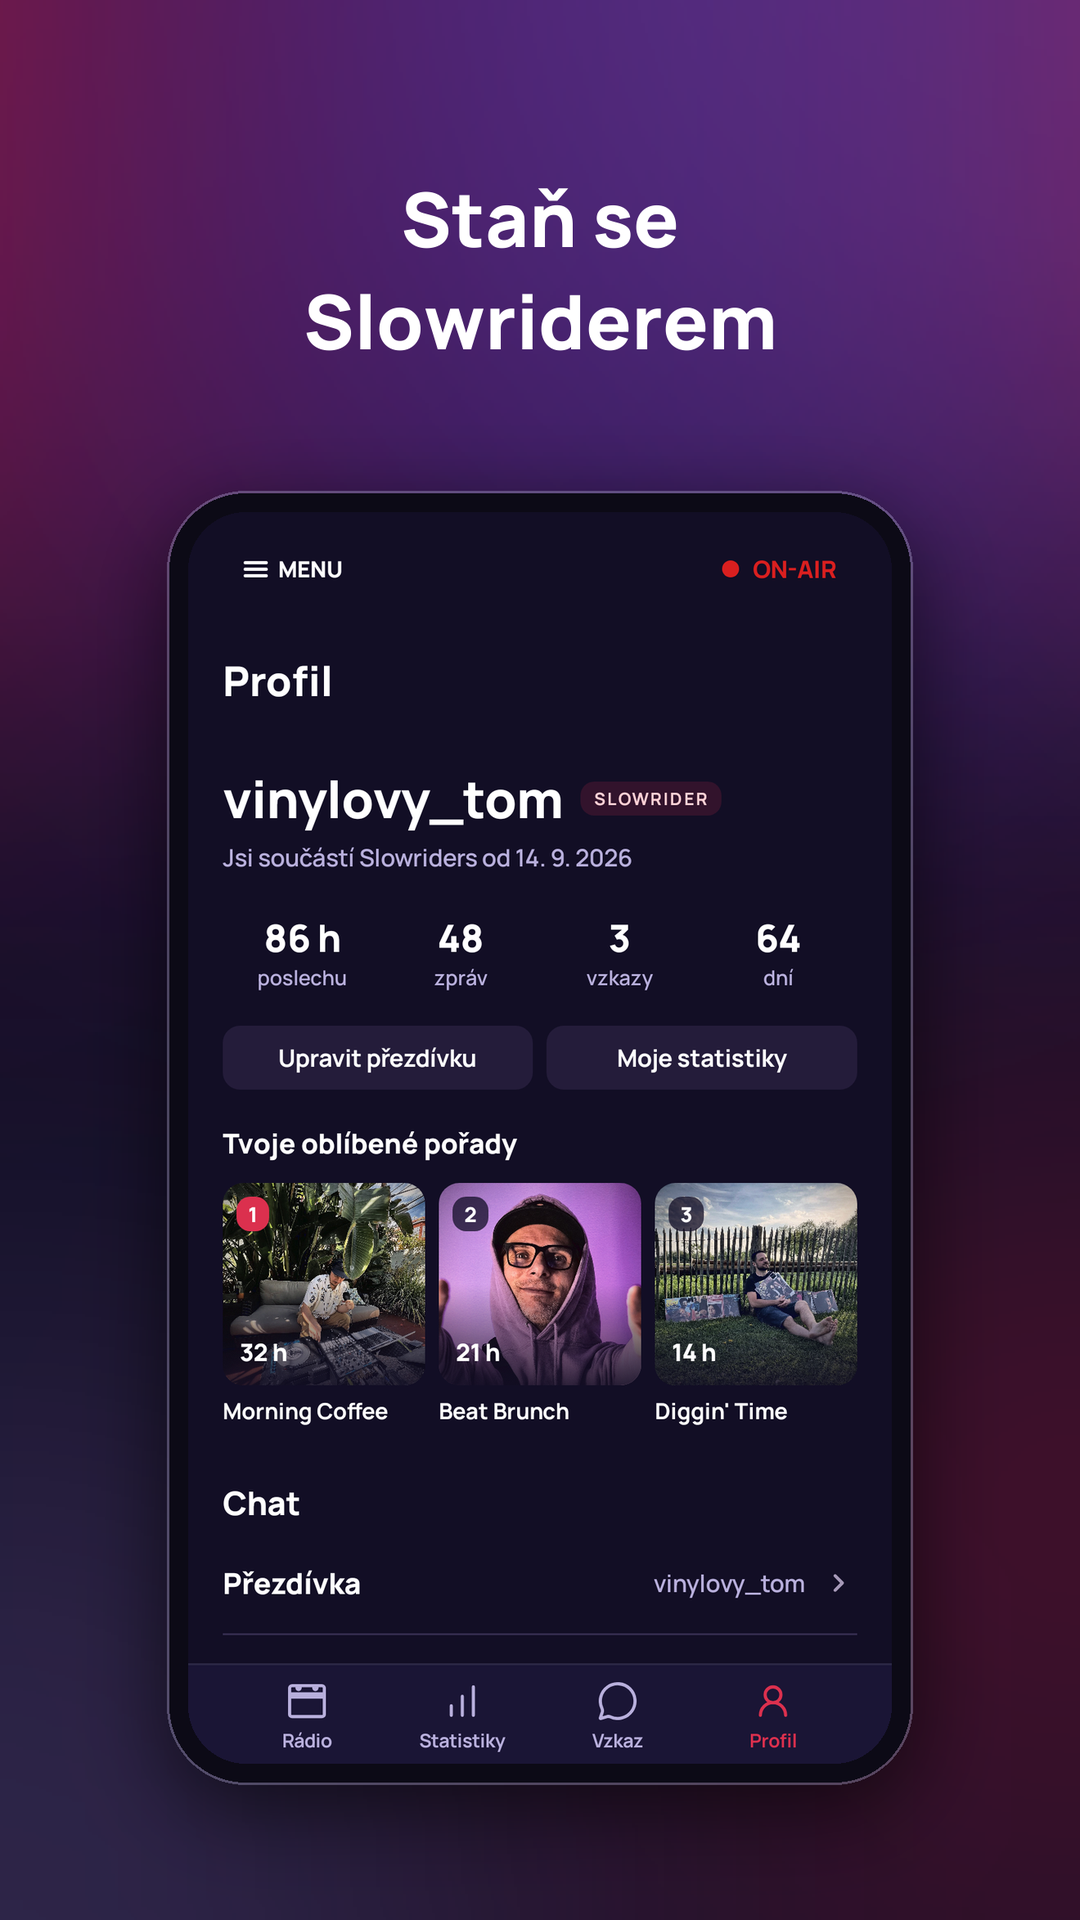 Staň se
Slowriderem
MENU
ON-AIR
Profil
vinylovy_tom
SLOWRIDER
Jsi součástí Slowriders od 14. 9. 2026
86 h
48
3
64
poslechu
zpráv
vzkazy
dní
Upravit přezdívku
Moje statistiky
Tvoje oblíbené pořady
1
2
3
32 h
21 h
14 h
Morning Coffee
Beat Brunch
Diggin' Time
Chat
Přezdívka
vinylovy_tom
Rádio
Statistiky
Vzkaz
Profil